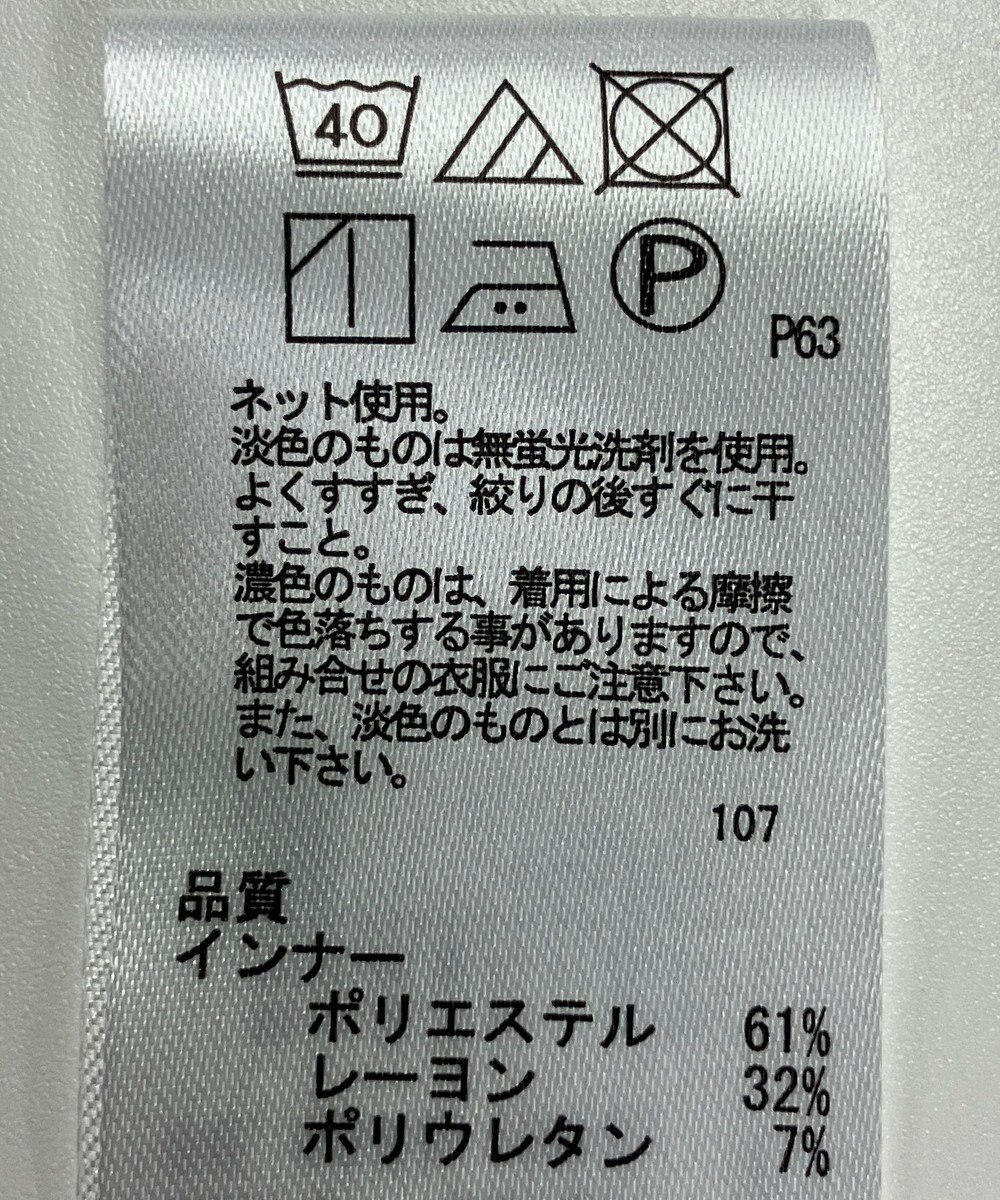 40
P
P63
ネット使用。
淡色のものは無蛍光洗剤を使用。
よくすすぎ、絞りの後すぐに干
すこと。
濃色のものは、着用による摩擦
で色落ちする事がありますので、
組み合せの衣服にご注意下さい。
また、淡色のものとは別にお洗
い下さい。
107
品質
インナー
ポリエステル 61%
レーヨン 32%
ポリウレタン 7%